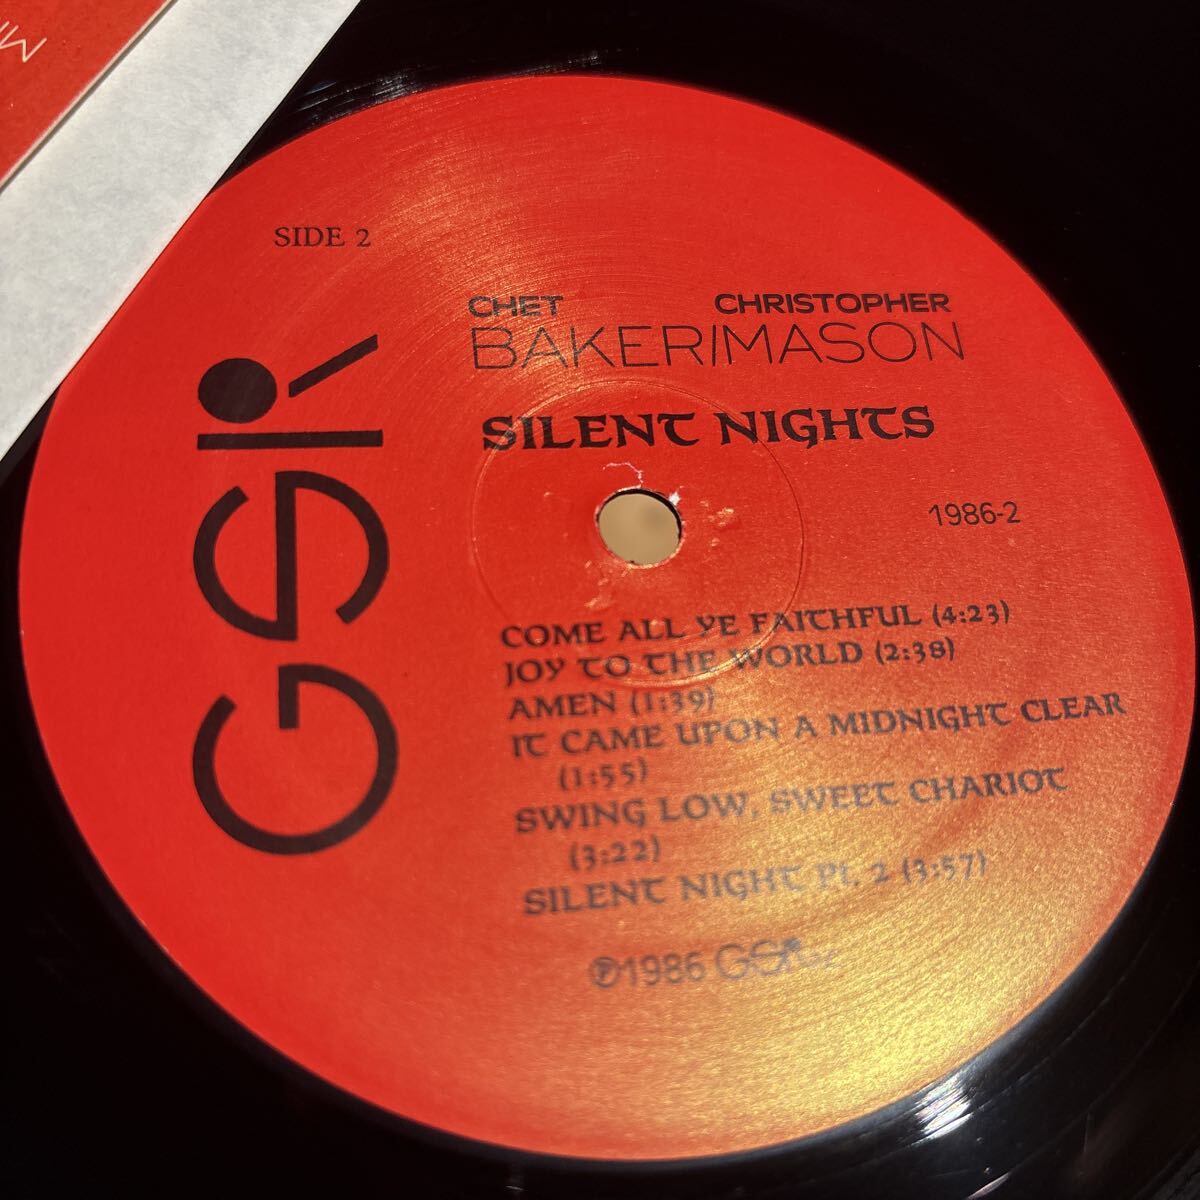 SIDE 2
CHET CHRISTOPHER
BAKER/MASON
SILENT NIGHTS
1986-2
GSR
COME ALL YE FAITHFUL (4:23)
JOY TO THE WORLD (2:38)
AMEN (1:39)
IT CAME UPON A MIDNIGHT CLEAR
(1:55)
SWING LOW, SWEET CHARIOT
(3:22)
SILENT NIGHT Pt. 2 (3:57)
℗1986 GSR